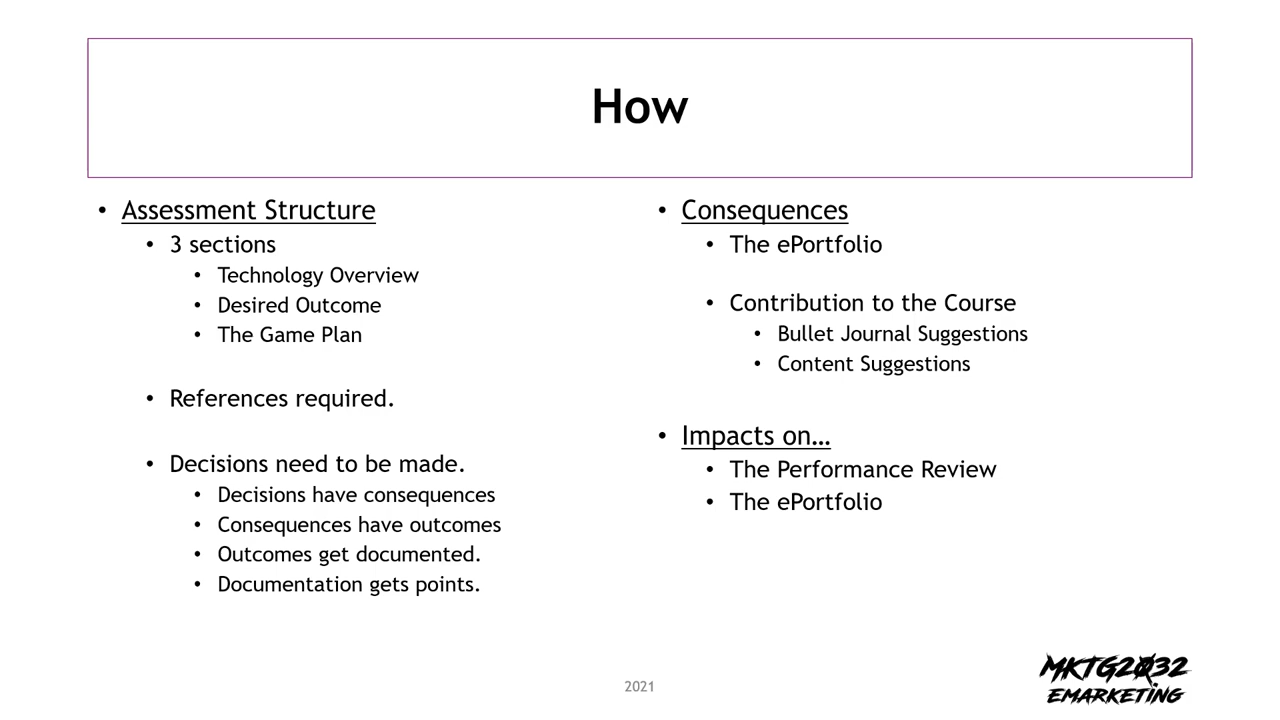 How
• Assessment Structure
• 3 sections
• Technology Overview
• Desired Outcome
• The Game Plan
• References required.
• Decisions need to be made.
• Decisions have consequences
• Consequences have outcomes
• Outcomes get documented.
• Documentation gets points.
• Consequences
• The ePortfolio
• Contribution to the Course
• Bullet Journal Suggestions
• Content Suggestions
• Impacts on…
• The Performance Review
• The ePortfolio
2021
MKTG2032
EMARKETING